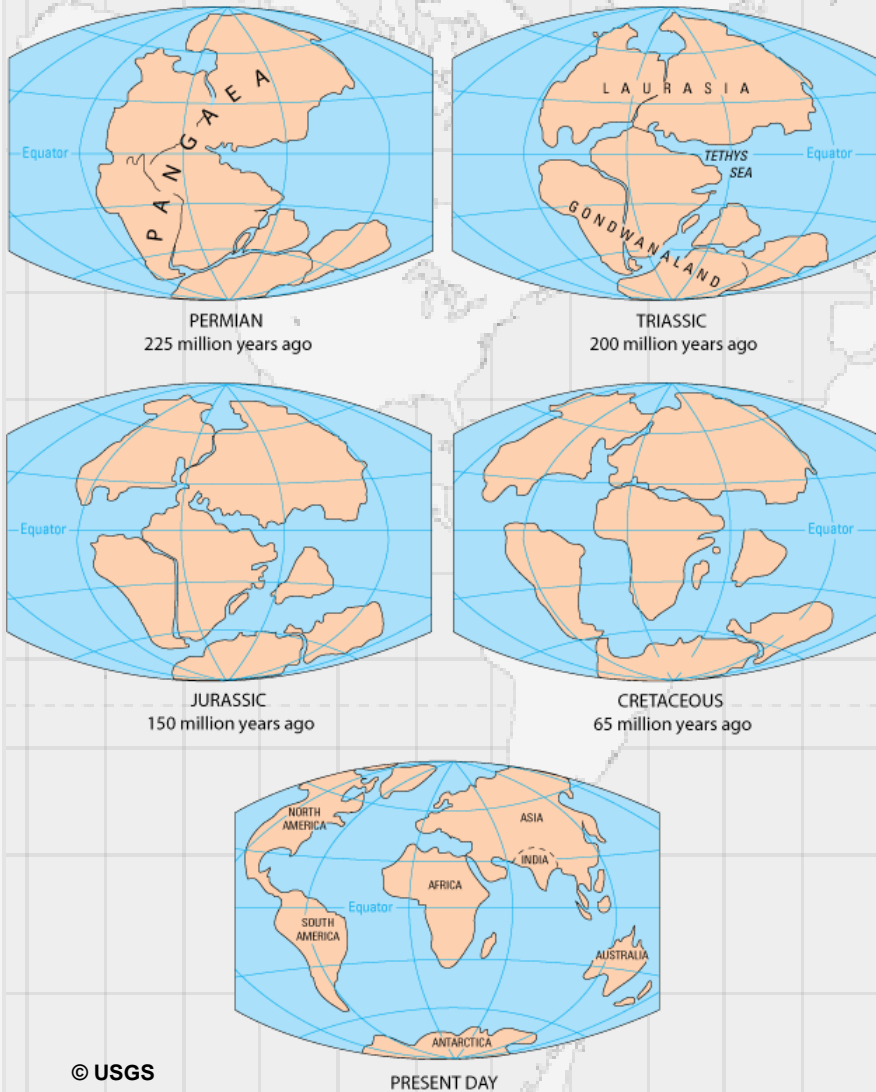 Equator
PANGAEA
PERMIAN
225 million years ago
LAURASIA
TETHYS
SEA
Equator
GONDWANALAND
TRIASSIC
200 million years ago
Equator
JURASSIC
150 million years ago
Equator
CRETACEOUS
65 million years ago
NORTH
AMERICA
ASIA
INDIA
AFRICA
Equator
SOUTH
AMERICA
AUSTRALIA
ANTARCTICA
© USGS
PRESENT DAY